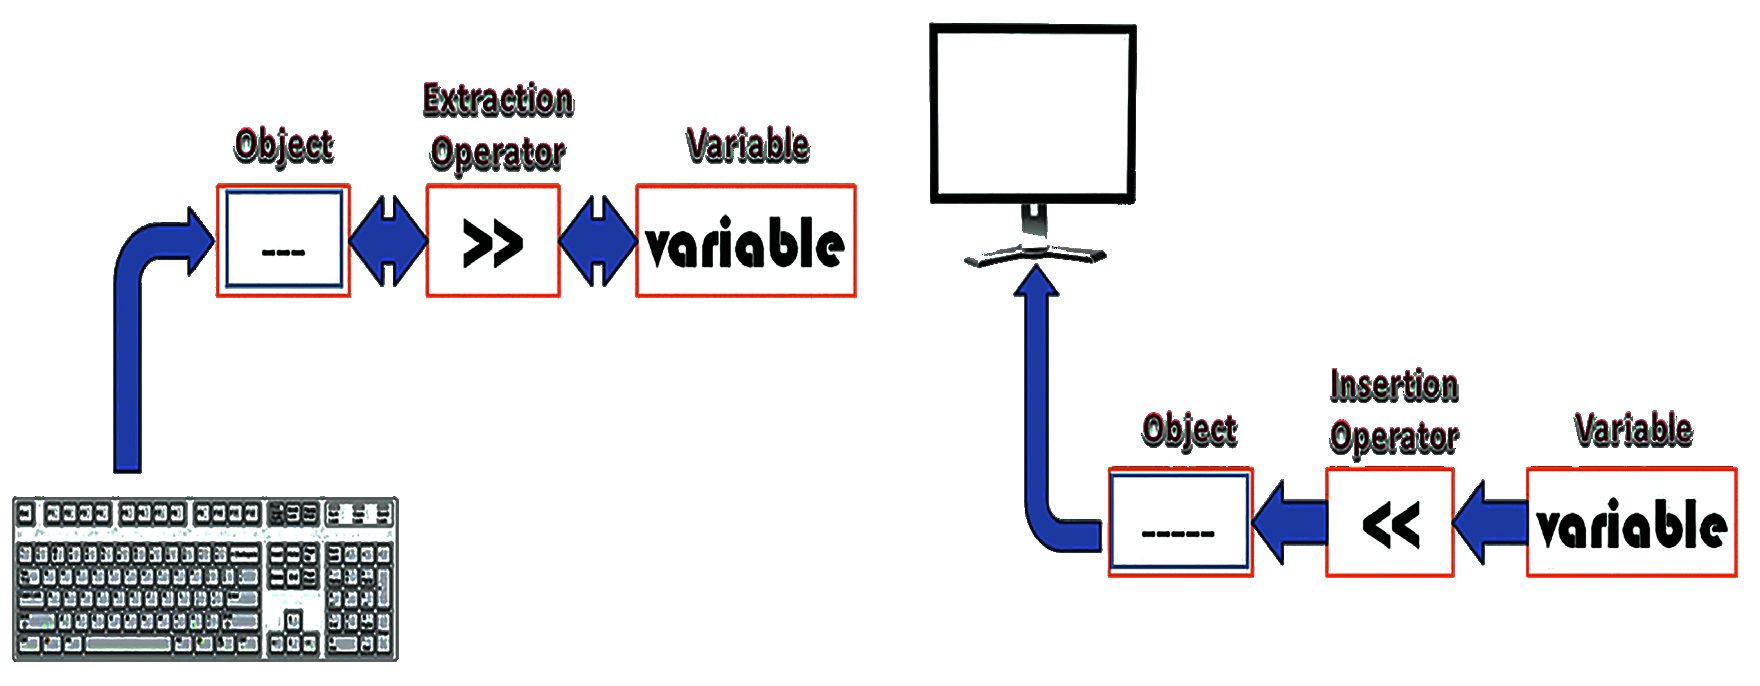 Object
Extraction
Operator
Variable
---
>>
variable
Object
Insertion
Operator
Variable
-----
<<
variable